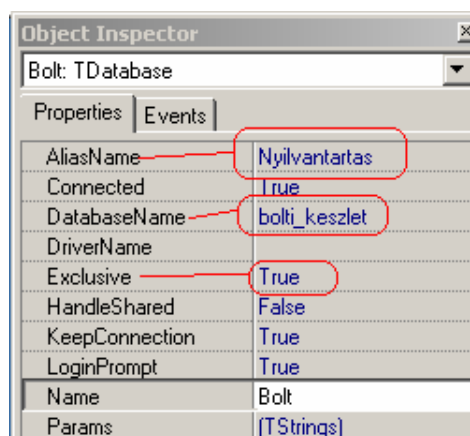 Object Inspector
Bolt: TDatabase
Properties Events
AliasName Nyilvantartas
Connected True
DatabaseName bolti_keszlet
DriverName
Exclusive True
HandleShared False
KeepConnection True
LoginPrompt True
Name Bolt
Params (TStrings)